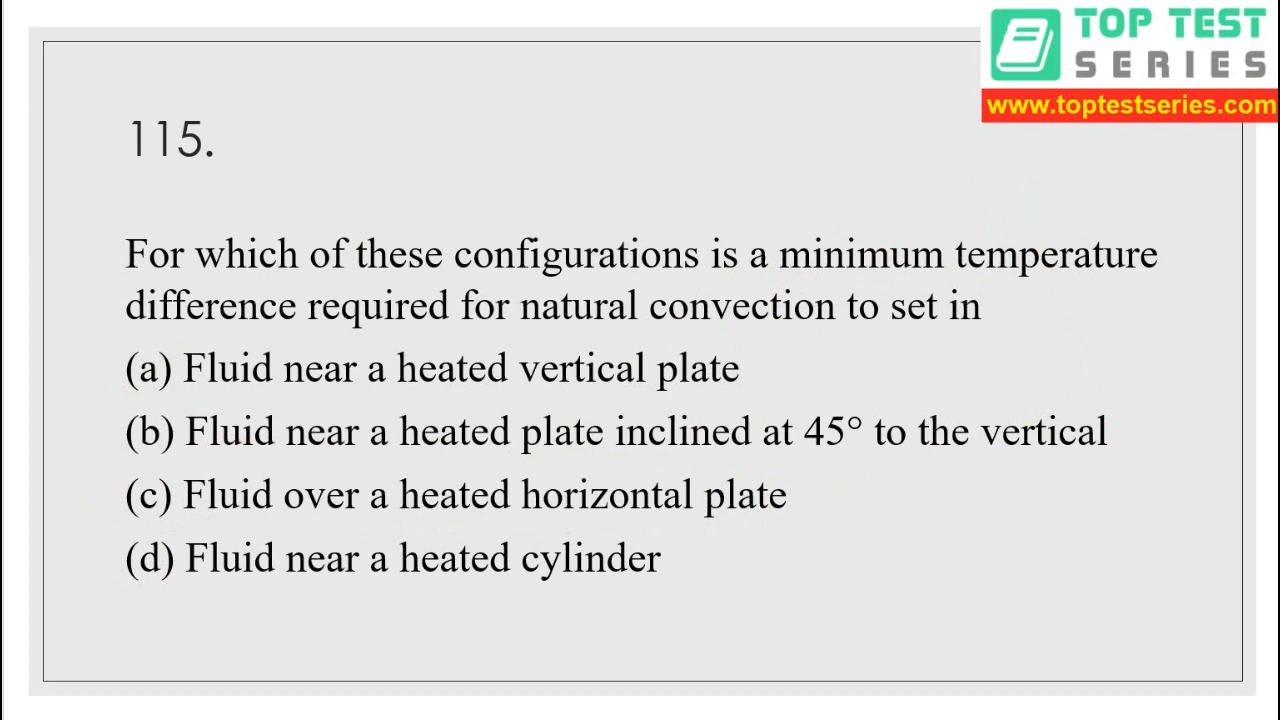 TOP TEST
SERIES
www.toptestseries.com
115.
For which of these configurations is a minimum temperature
difference required for natural convection to set in
(a) Fluid near a heated vertical plate
(b) Fluid near a heated plate inclined at 45° to the vertical
(c) Fluid over a heated horizontal plate
(d) Fluid near a heated cylinder